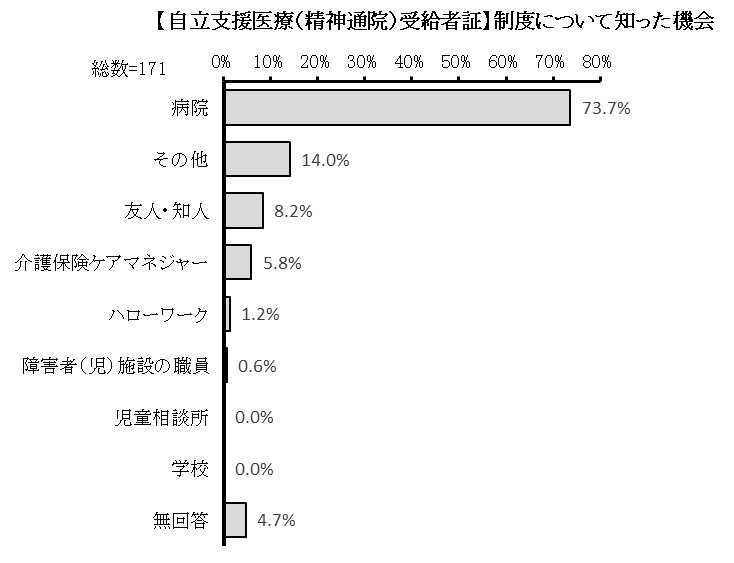 【自立支援医療（精神通院）受給者証】制度について知った機会
総数=171
0% 10% 20% 30% 40% 50% 60% 70% 80%
病院 73.7%
その他 14.0%
友人・知人 8.2%
介護保険ケアマネジャー 5.8%
ハローワーク 1.2%
障害者（児）施設の職員 0.6%
児童相談所 0.0%
学校 0.0%
無回答 4.7%